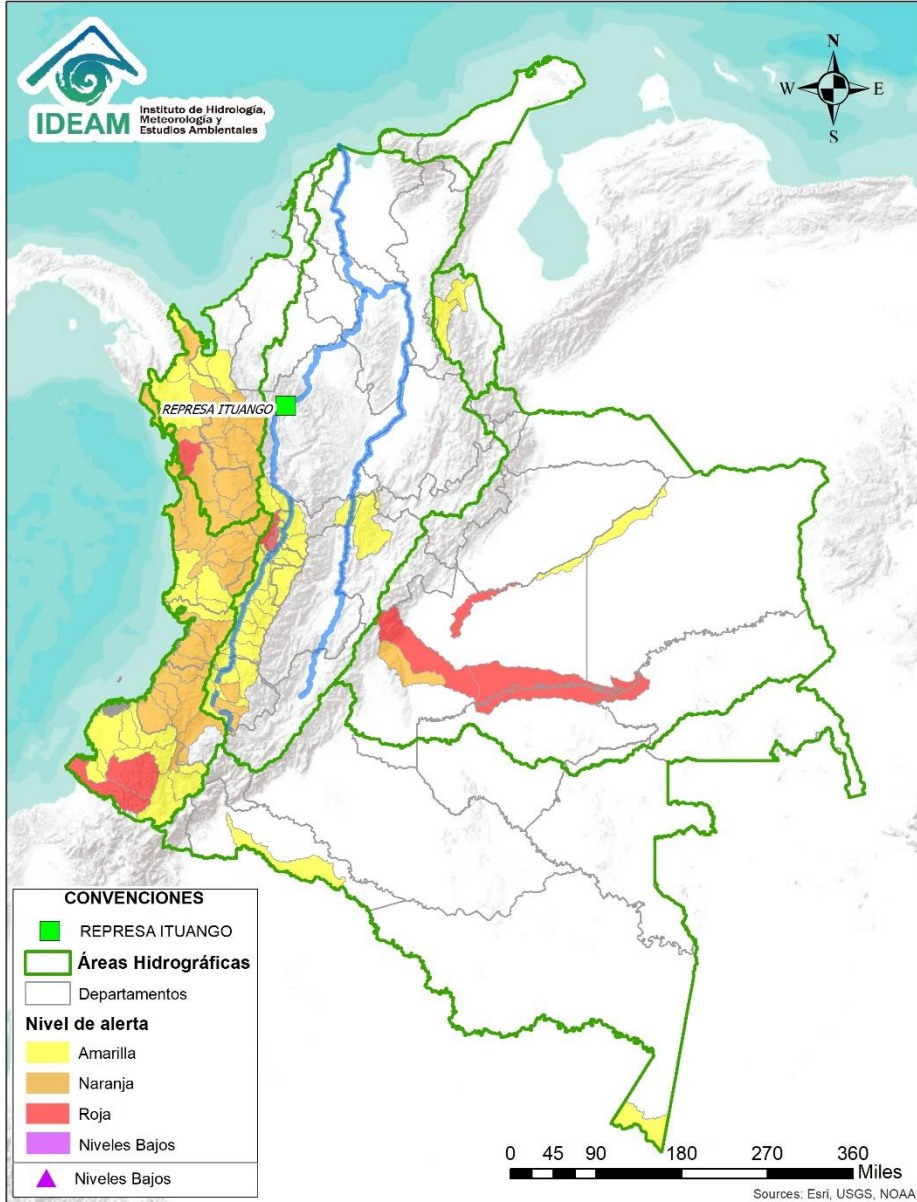 IDEAM
Instituto de Hidrología,
Meteorología y
Estudios Ambientales
N
W
E
S
REPRESA ITUANGO
CONVENCIONES
REPRESA ITUANGO
Áreas Hidrográficas
Departamentos
Nivel de alerta
Amarilla
Naranja
Roja
Niveles Bajos
Niveles Bajos
0 45 90 180 270 360
Miles
Sources: Esri, USGS, NOAA